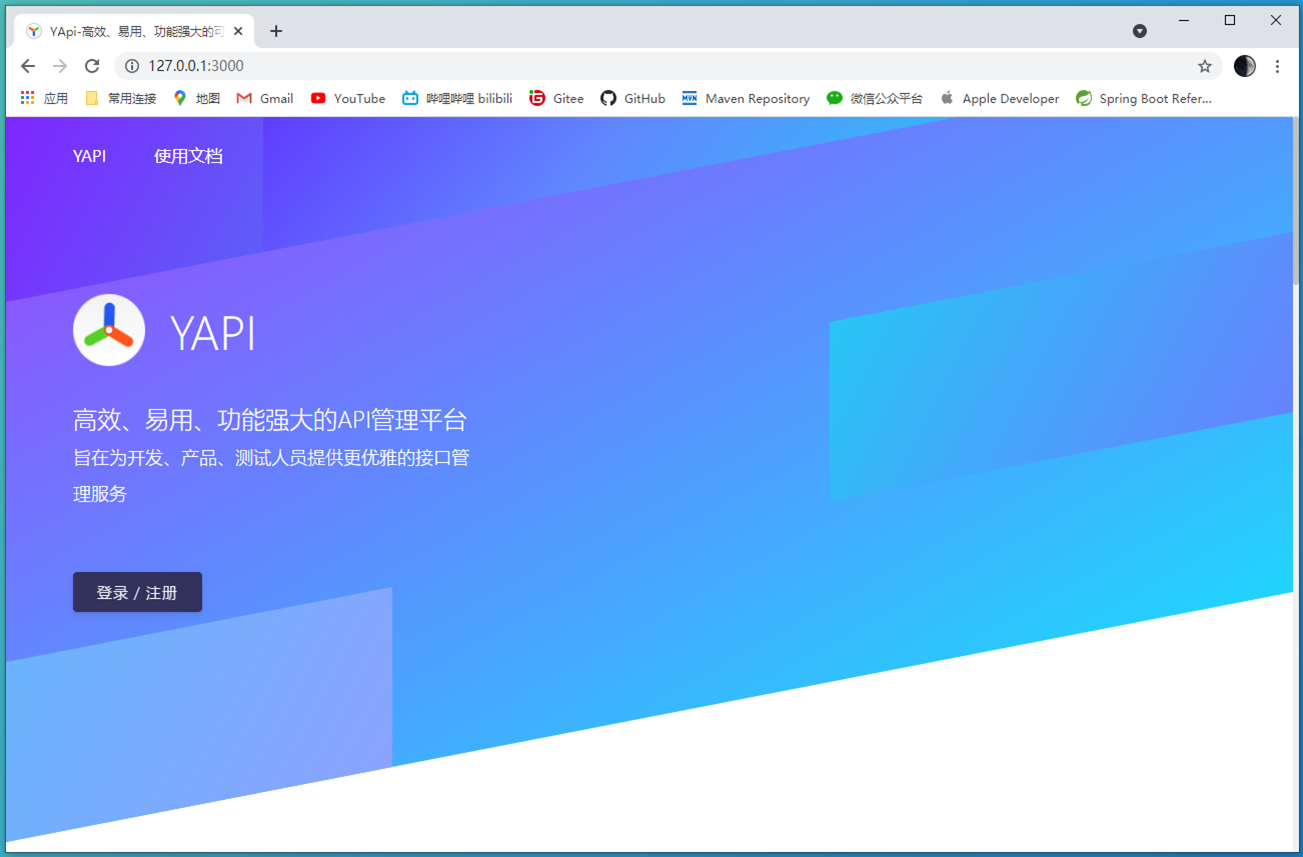 YApi-高效、易用、功能强大的可
127.0.0.1:3000
应用 常用连接 地图 Gmail YouTube 哔哩哔哩 bilibili Gitee GitHub Maven Repository 微信公众平台 Apple Developer Spring Boot Refer...
YAPI 使用文档
YAPI
高效、易用、功能强大的API管理平台
旨在为开发、产品、测试人员提供更优雅的接口管
理服务
登录 / 注册